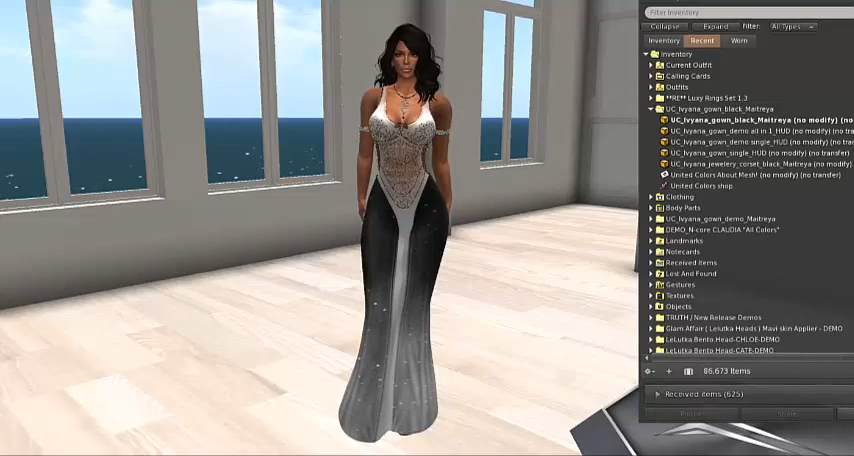 Filter Inventory
Collapse Expand Filter: All Types
Inventory Recent Worn
Inventory
Current Outfit
Calling Cards
Outfits
**RE** Luxy Rings Set 1.3
UC_Ivyana_gown_black_Maitreya
UC_Ivyana_gown_black_Maitreya (no modify) (no
UC_Ivyana_gown_demo all in 1_HUD (no modify) (no tra
UC_Ivyana_gown_demo single_HUD (no modify) (no t
UC_Ivyana_gown_single_HUD (no modify) (no transfer)
UC_Ivyana_jewelery_corset_black_Maitreya (no modify)
United Colors About Mesh! (no modify) (no transfer)
United Colors shop
Clothing
Body Parts
UC_Ivyana_gown_demo_Maitreya
DEMO_N-core CLAUDIA "All Colors"
Landmarks
Notecards
Received Items
Lost And Found
Gestures
Textures
Objects
TRUTH / New Release Demos
Glam Affair ( Lelutka Heads ) Mavi skin Applier - DEMO
LeLutka.Bento.Head-CHLOE-DEMO
LeLutka.Bento.Head-CATE-DEMO
86,673 Items
Received Items (625)
Share